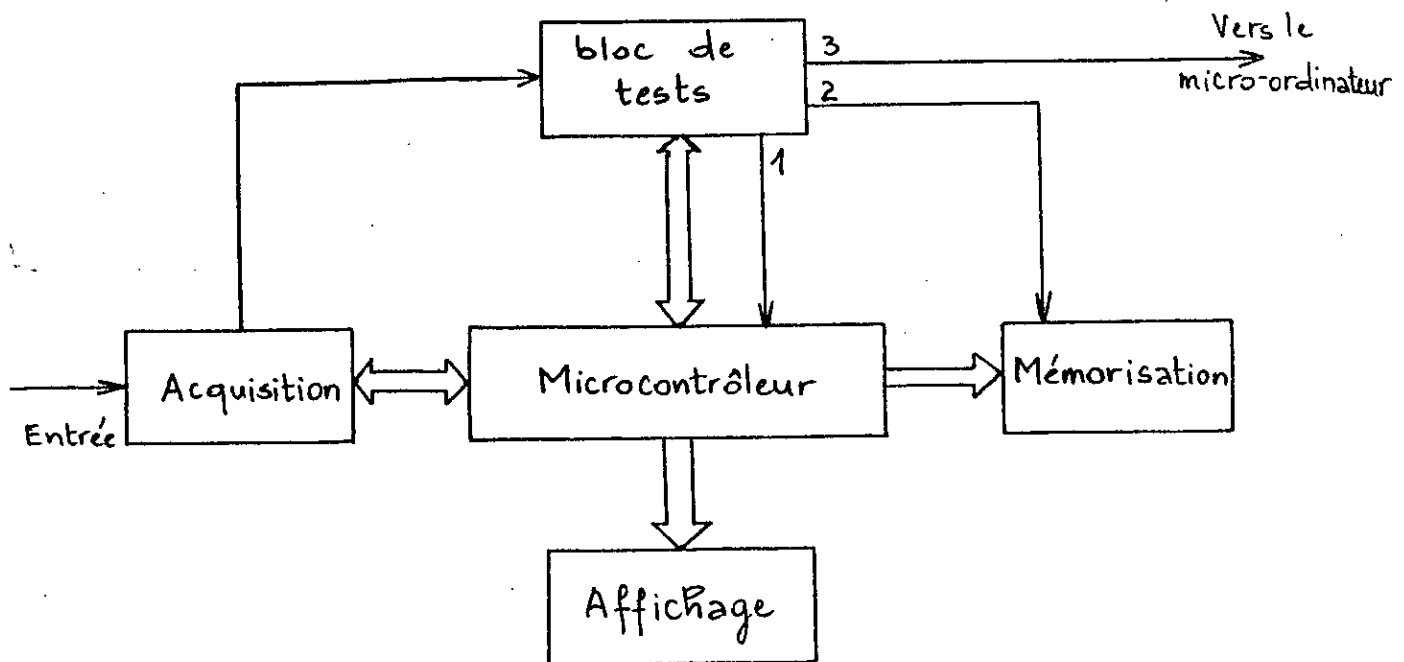 bloc de
tests
3
2
1
Vers le
micro-ordinateur
Entrée
Acquisition
Microcontrôleur
Mémorisation
Affichage